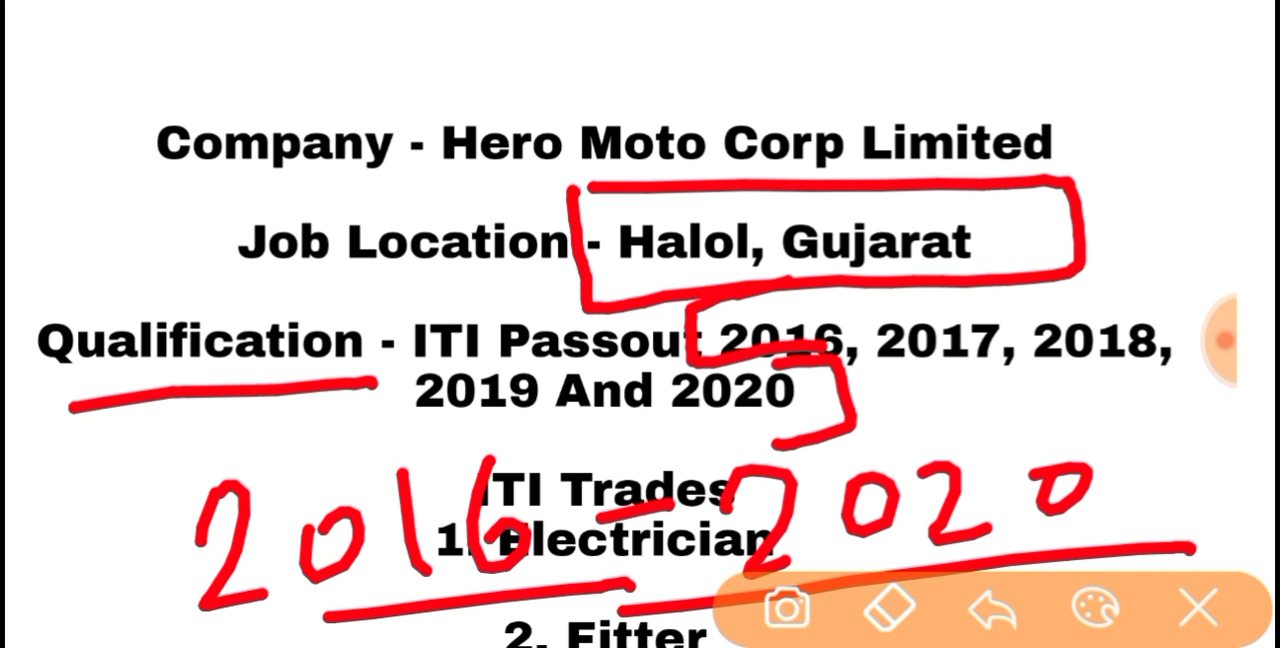 Company - Hero Moto Corp Limited
Job Location - Halol, Gujarat
Qualification - ITI Passout 2016, 2017, 2018,
2019 And 2020
ITI Trades
1. Electrician
2016 - 2020
2. Fitter